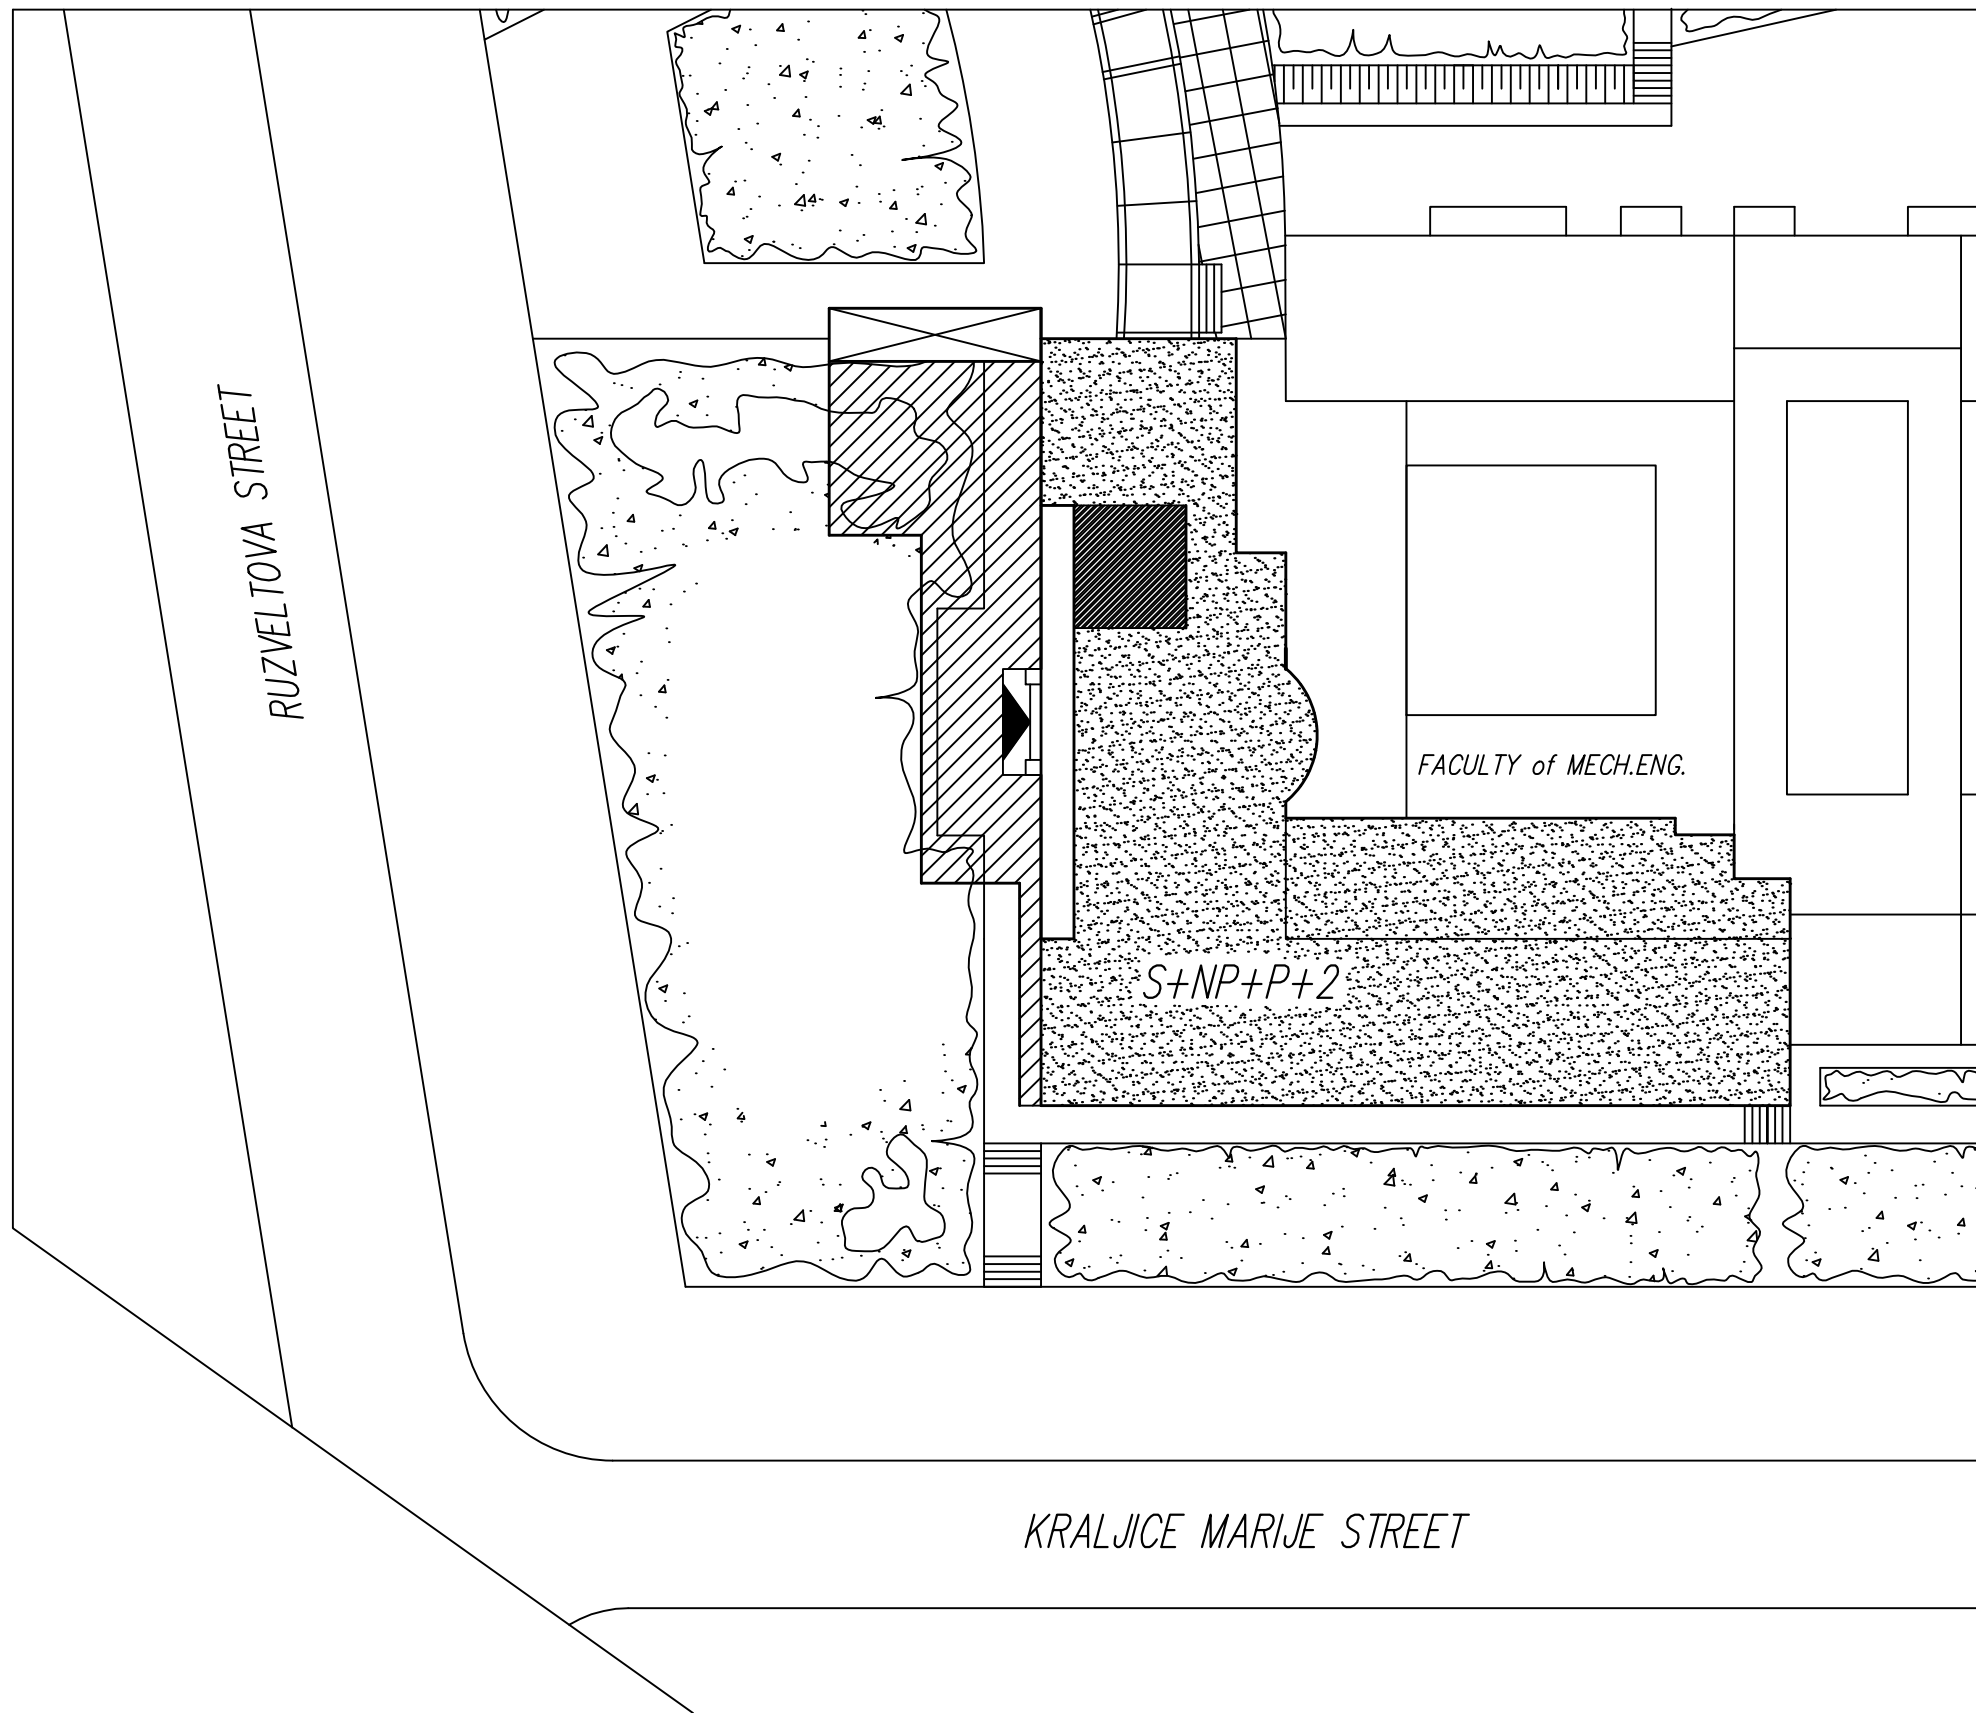 RUZVELTOVA STREET
FACULTY of MECH.ENG.
S+NP+P+2
KRALJICE MARIJE STREET